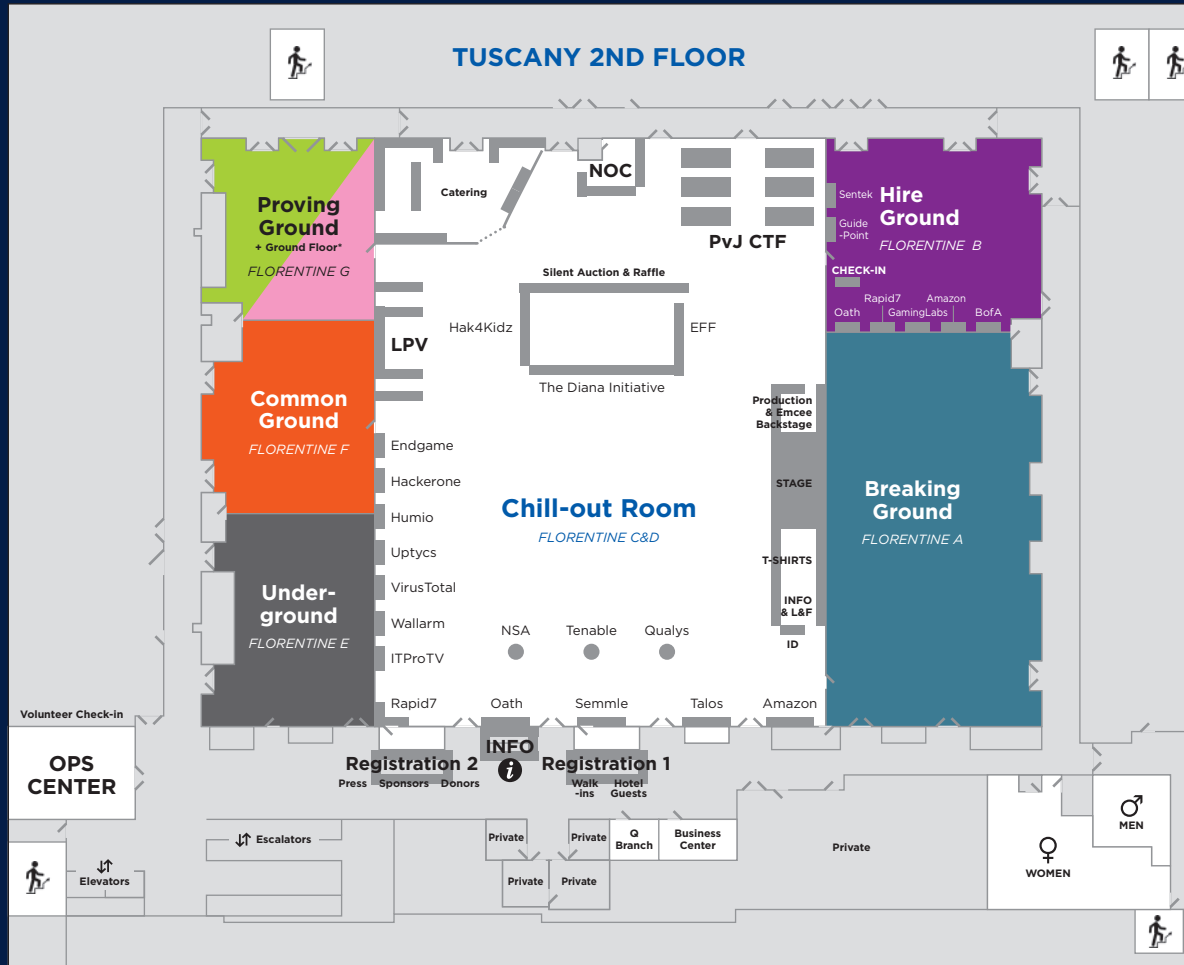 TUSCANY 2ND FLOOR
Proving
Ground
+ Ground Floor*
FLORENTINE G
Catering
NOC
PvJ CTF
Sentek
Guide
-Point
Hire
Ground
FLORENTINE B
CHECK-IN
Rapid7
Amazon
Oath
GamingLabs
BofA
Silent Auction & Raffle
Hak4Kidz
EFF
The Diana Initiative
LPV
Common
Ground
FLORENTINE F
Production
& Emcee
Backstage
STAGE
T-SHIRTS
INFO
& L&F
ID
Breaking
Ground
FLORENTINE A
Endgame
Hackerone
Humio
Uptycs
VirusTotal
Wallarm
ITProTV
Chill-out Room
FLORENTINE C&D
Under-
ground
FLORENTINE E
NSA
Tenable
Qualys
Rapid7
Oath
Semmle
Talos
Amazon
Volunteer Check-in
OPS
CENTER
Registration 2
Press
Sponsors
Donors
INFO
i
Registration 1
Walk
-ins
Hotel
Guests
Escalators
Elevators
Private
Private
Q
Branch
Business
Center
Private
Private
Private
WOMEN
MEN